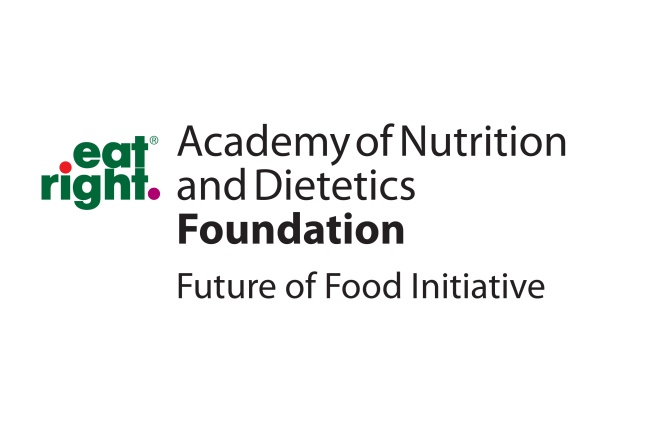 eat®
right.
Academy of Nutrition
and Dietetics
Foundation
Future of Food Initiative